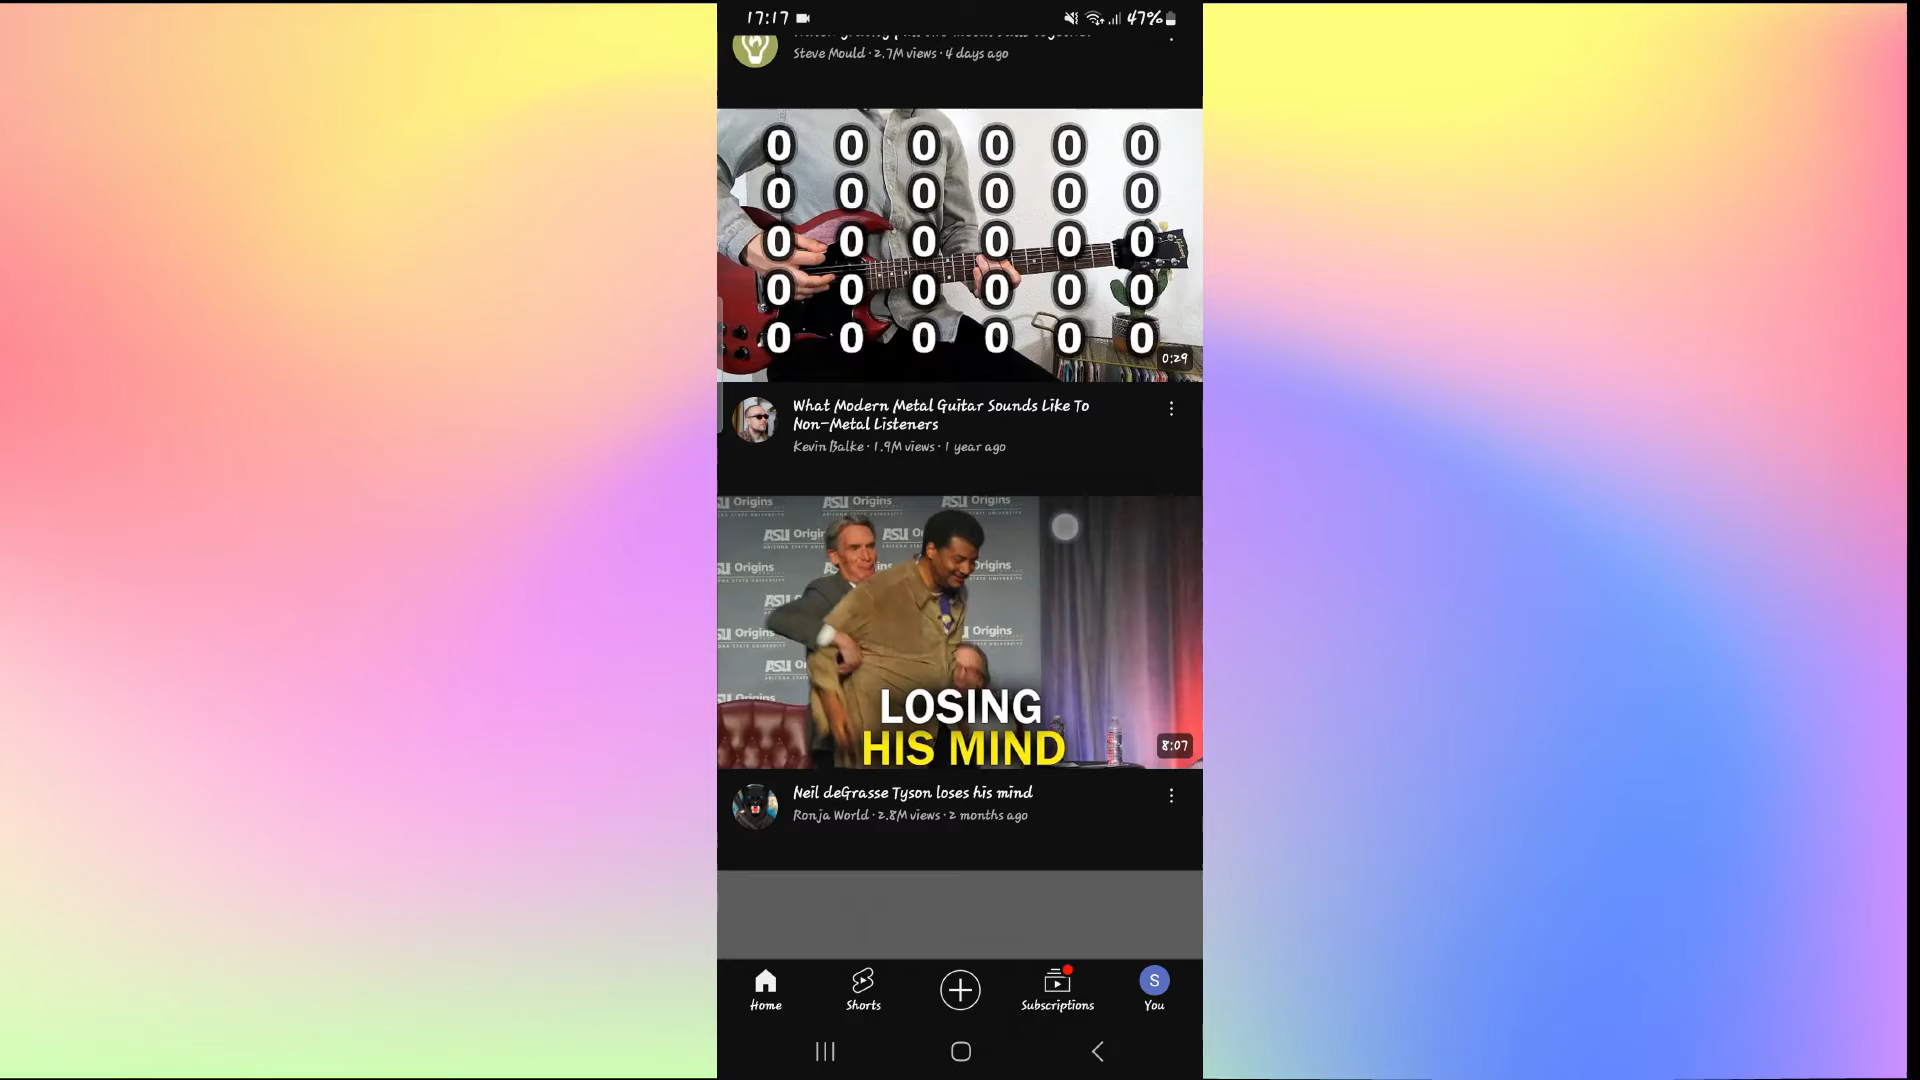 17:17
47%
Steve Mould · 2.7M views · 4 days ago
0 0 0 0 0 0
0 0 0 0 0 0
0 0 0 0 0 0
0 0 0 0 0 0
0 0 0 0 0 0
0:29
What Modern Metal Guitar Sounds Like To
Non-Metal Listeners
Kevin Balke · 1.9M views · 1 year ago
ASU Origins
ASU Origins
ASU Origins
LOSING
HIS MIND
8:07
Neil deGrasse Tyson loses his mind
Ronja World · 2.8M views · 2 months ago
Home
Shorts
Subscriptions
S
You